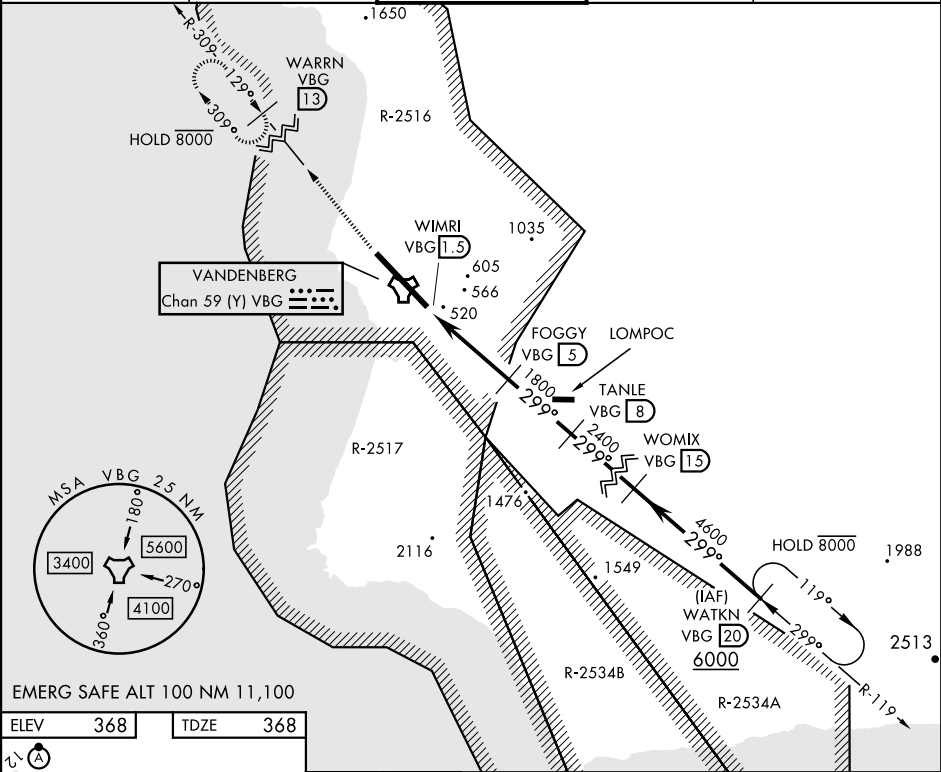 1650
R-309
129°
309°
WARRN
VBG
13
HOLD 8000
R-2516
WIMRI
VBG 1.5
1035
605
566
520
VANDENBERG
Chan 59 (Y) VBG
FOGGY
VBG 5
LOMPOC
1800
299°
TANLE
VBG 8
2400
299°
WOMIX
VBG 15
R-2517
1476
4600
299°
HOLD 8000
1988
119°
2116
1549
(IAF)
WATKN
VBG 20
6000
299°
2513
R-119
R-2534B
R-2534A
MSA VBG 25 NM
180°
3400
5600
270°
4100
360°
EMERG SAFE ALT 100 NM 11,100
ELEV 368
TDZE 368
12
A